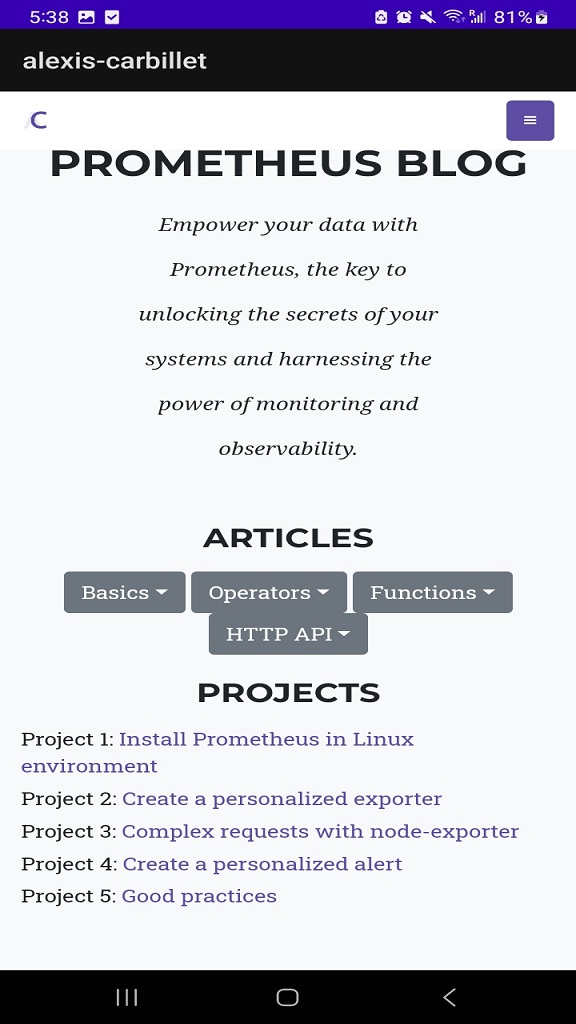 5:38 81%
alexis-carbillet
C
PROMETHEUS BLOG
Empower your data with
Prometheus, the key to
unlocking the secrets of your
systems and harnessing the
power of monitoring and
observability.
ARTICLES
Basics Operators Functions
HTTP API
PROJECTS
Project 1: Install Prometheus in Linux
environment
Project 2: Create a personalized exporter
Project 3: Complex requests with node-exporter
Project 4: Create a personalized alert
Project 5: Good practices